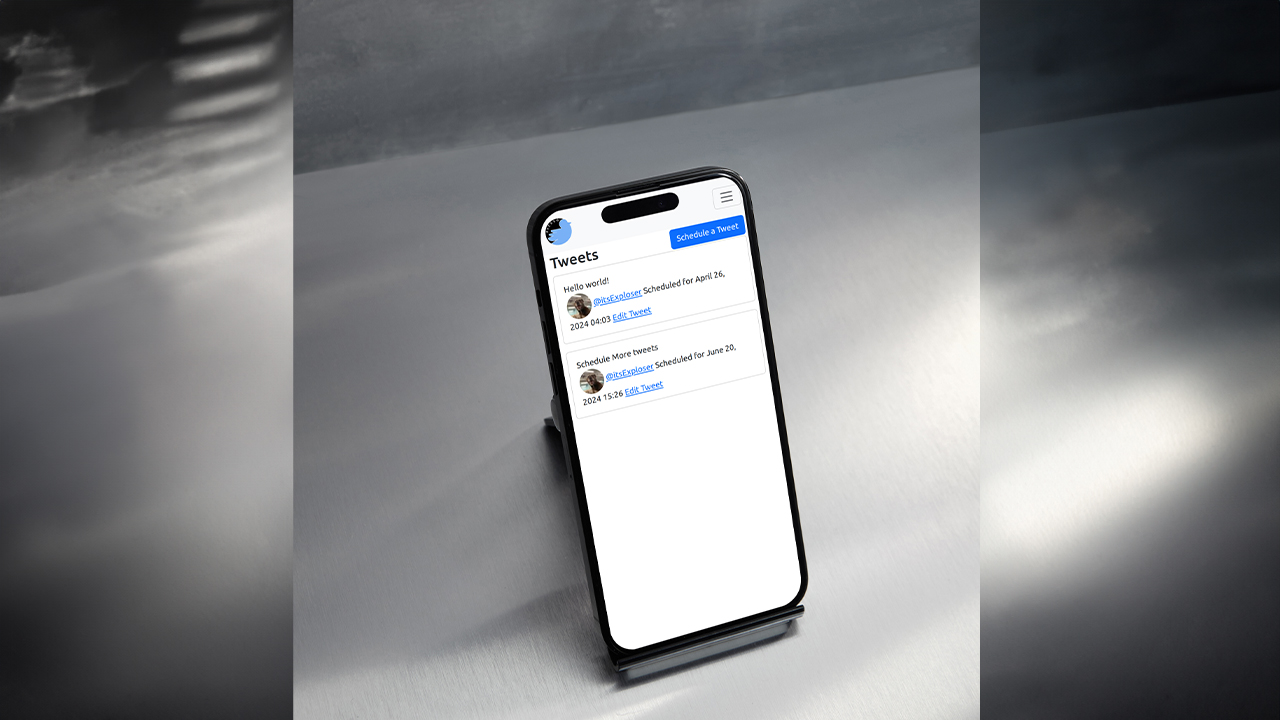 Schedule a Tweet
Tweets
Hello world!
@itsExploser Scheduled for April 26,
2024 04:03 Edit Tweet
Schedule More tweets
@itsExploser Scheduled for June 20,
2024 15:26 Edit Tweet